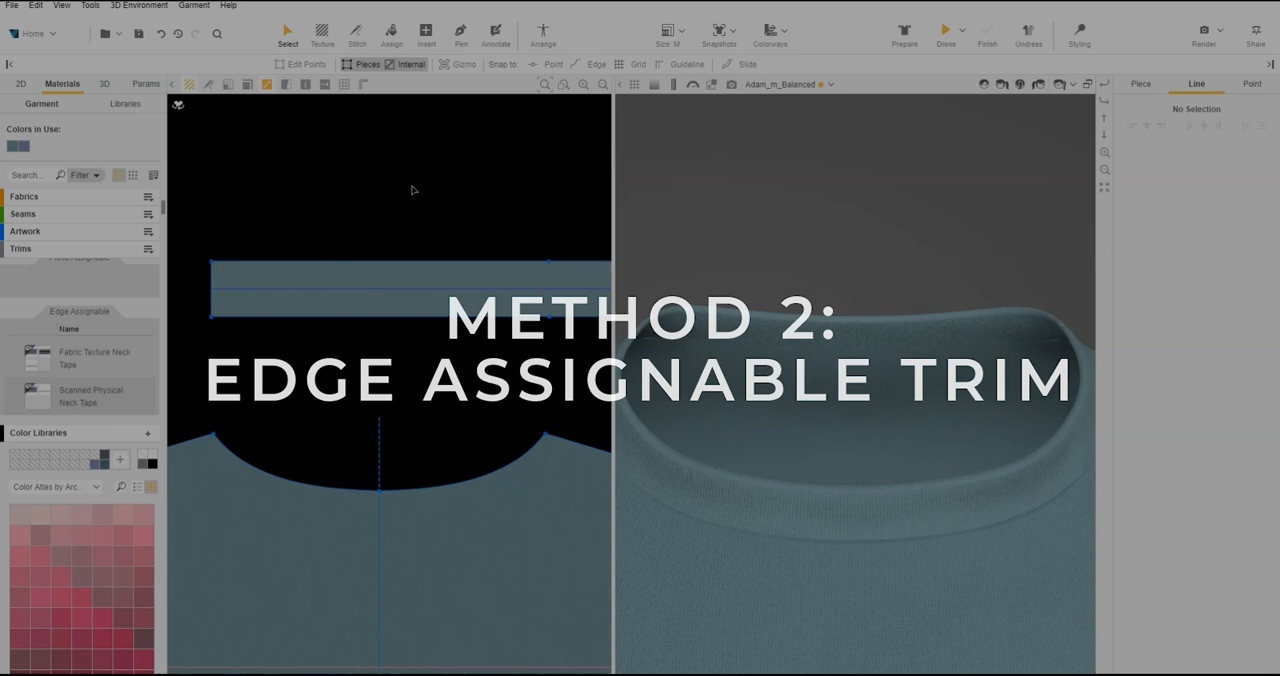 File Edit View Tools 3D Environment Garment Help
Home
Select Texture Stitch Assign Insert Pen Annotate Arrange Size: M Snapshots Colorways Prepare Dress Finish Undress Styling Render Share
Edit Points Pieces Internal Gizmo Snap to: Point Edge Grid Guideline Slide
2D Materials 3D Params
Adam_m_Balanced
Piece Line Point
Garment Libraries
No Selection
Colors in Use:
Search... Filter
Fabrics
Seams
Artwork
Trims
Piece Assignable
Edge Assignable
Name
Fabric Texture Neck
Tape
Scanned Physical
Neck Tape
METHOD 2:
EDGE ASSIGNABLE TRIM
Color Libraries
Color Atlas by Arc...